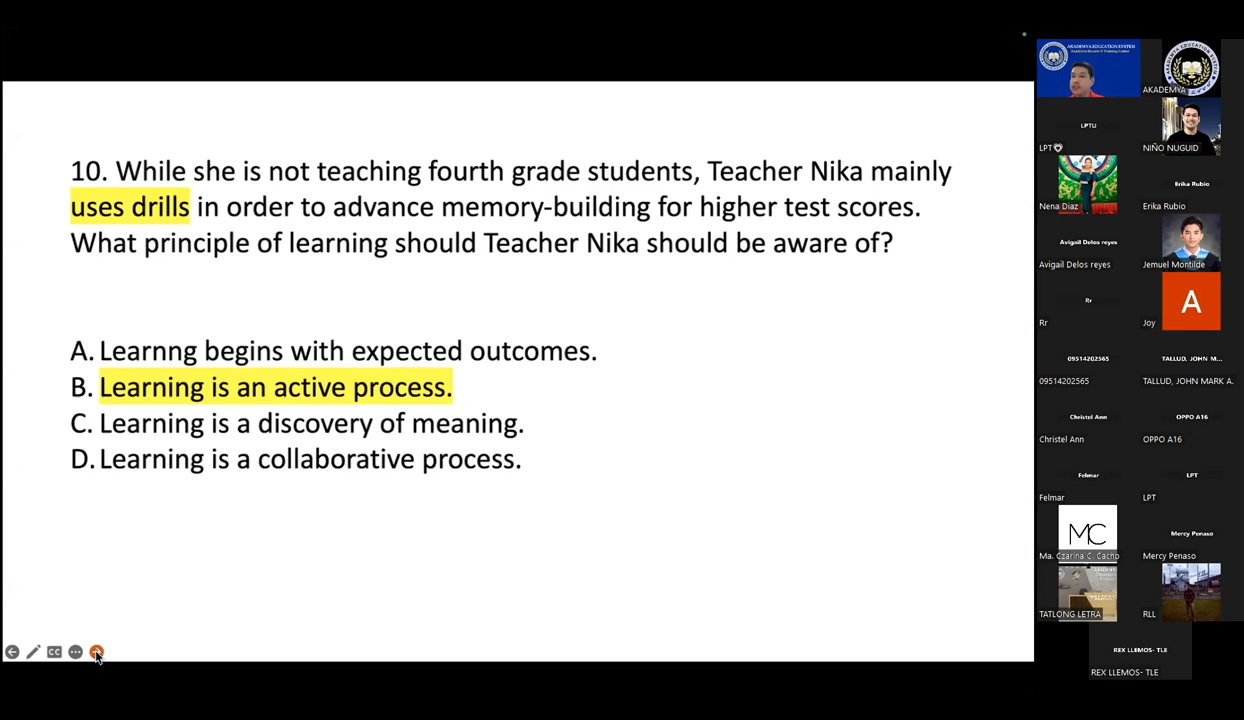 10. While she is not teaching fourth grade students, Teacher Nika mainly
uses drills in order to advance memory-building for higher test scores.
What principle of learning should Teacher Nika should be aware of?
A. Learnng begins with expected outcomes.
B. Learning is an active process.
C. Learning is a discovery of meaning.
D. Learning is a collaborative process.
CC
AKADEMYA EDUCATION SYSTEM
AKADEMYA
LPTU
LPT
NIÑO NUGUID
Nena Diaz
Erika Rubio
Erika Rubio
Avigail Delos reyes
Avigail Delos reyes
Jemuel Montilde
Rr
Rr
A
Joy
09514202565
09514202565
TALLUD, JOHN M...
TALLUD, JOHN MARK A.
Christel Ann
Christel Ann
OPPO A16
OPPO A16
Felmar
Felmar
LPT
LPT
MC
Ma. Czarina C. Cacho
Mercy Penaso
Mercy Penaso
TATLONG LETRA
RLL
REX LLEMOS- TLE
REX LLEMOS- TLE